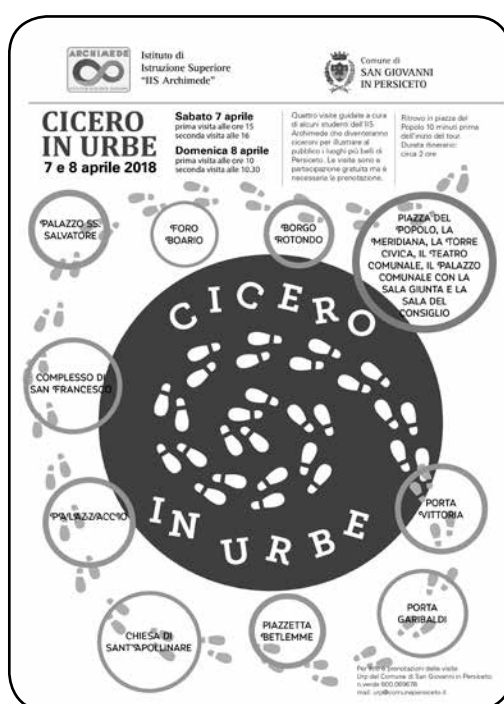 ARCHIMEDE
Istituto di
Istruzione Superiore
"IIS Archimede"
Comune di
SAN GIOVANNI
IN PERSICETO
CICERO
IN URBE
7 e 8 aprile 2018
Sabato 7 aprile
prima visita alle ore 15
seconda visita alle 16
Domenica 8 aprile
prima visita alle ore 10
seconda visita alle 10.30
Quattro visite guidate a cura
di alcuni studenti dell'IIS
Archimede che diventeranno
ciceroni per illustrare al
pubblico i luoghi più belli di
Persiceto. Le visite sono a
partecipazione gratuita ma è
necessaria la prenotazione.
Ritrovo in piazza del
Popolo 10 minuti prima
dell'inizio del tour.
Durata itinerario:
circa 2 ore
PALAZZO SS.
SALVATORE
FORO
BOARIO
BORGO
ROTONDO
PIAZZA DEL
POPOLO, LA
MERIDIANA, LA TORRE
CIVICA, IL TEATRO
COMUNALE, IL PALAZZO
COMUNALE CON LA
SALA GIUNTA E LA
SALA DEL
CONSIGLIO
CICERO
COMPLESSO DI
SAN FRANCESCO
PALAZZACCIO
IN URBE
PORTA
VITTORIA
CHIESA DI
SANT'APOLLINARE
PIAZZETTA
BETLEMME
PORTA
GARIBALDI
Per info e prenotazioni delle visite
Urp del Comune di San Giovanni in Persiceto:
n.verde 800.069678
mail: urp@comunepersiceto.it